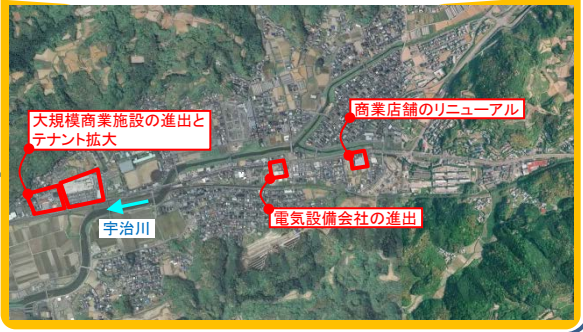 大規模商業施設の進出と
テナント拡大
商業店舗のリニューアル
電気設備会社の進出
宇治川